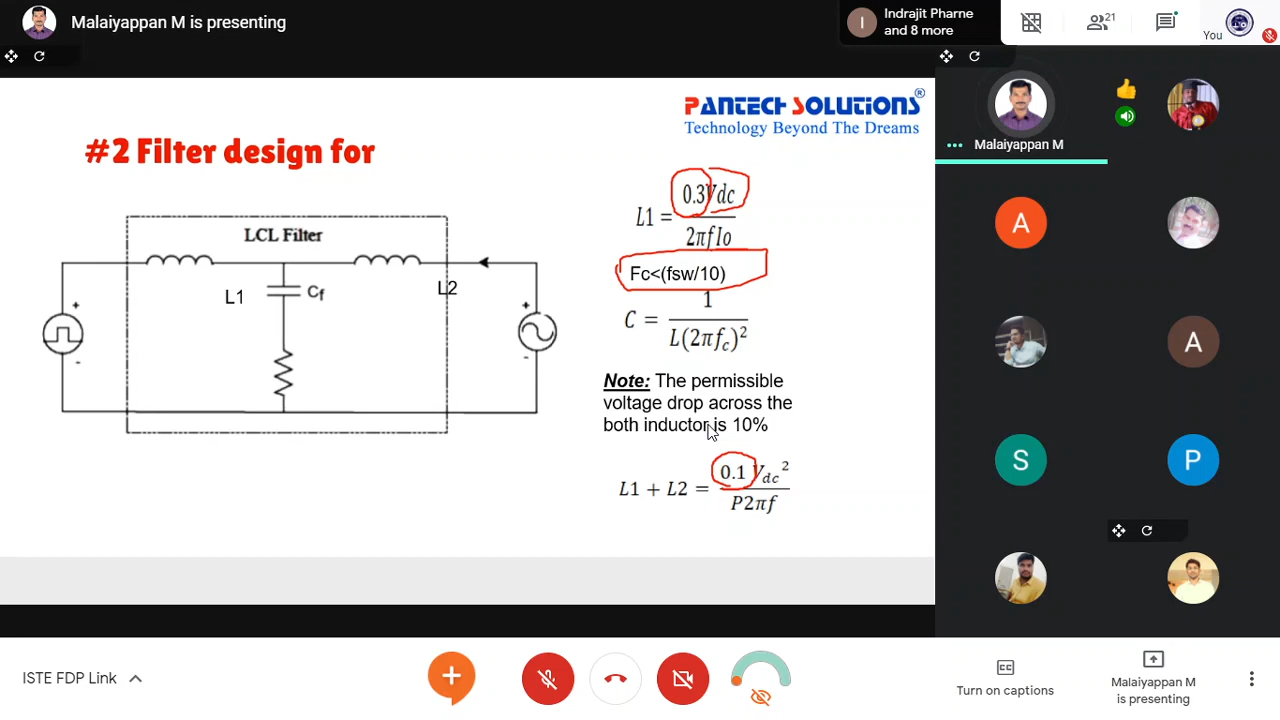 Malaiyappan M is presenting
Indrajit Pharne
and 8 more
I
21
You
PANTECH SOLUTIONS®
Technology Beyond The Dreams
#2 Filter design for
LCL Filter
L1
Cf
L2
+
-
+
-
L1 = 0.3Vdc / 2πfIo
Fc<(fsw/10)
C = 1 / L(2πfc)²
Note: The permissible
voltage drop across the
both inductor is 10%
L1 + L2 = 0.1 Vdc² / P2πf
Malaiyappan M
A
A
S
P
ISTE FDP Link
Turn on captions
Malaiyappan M
is presenting